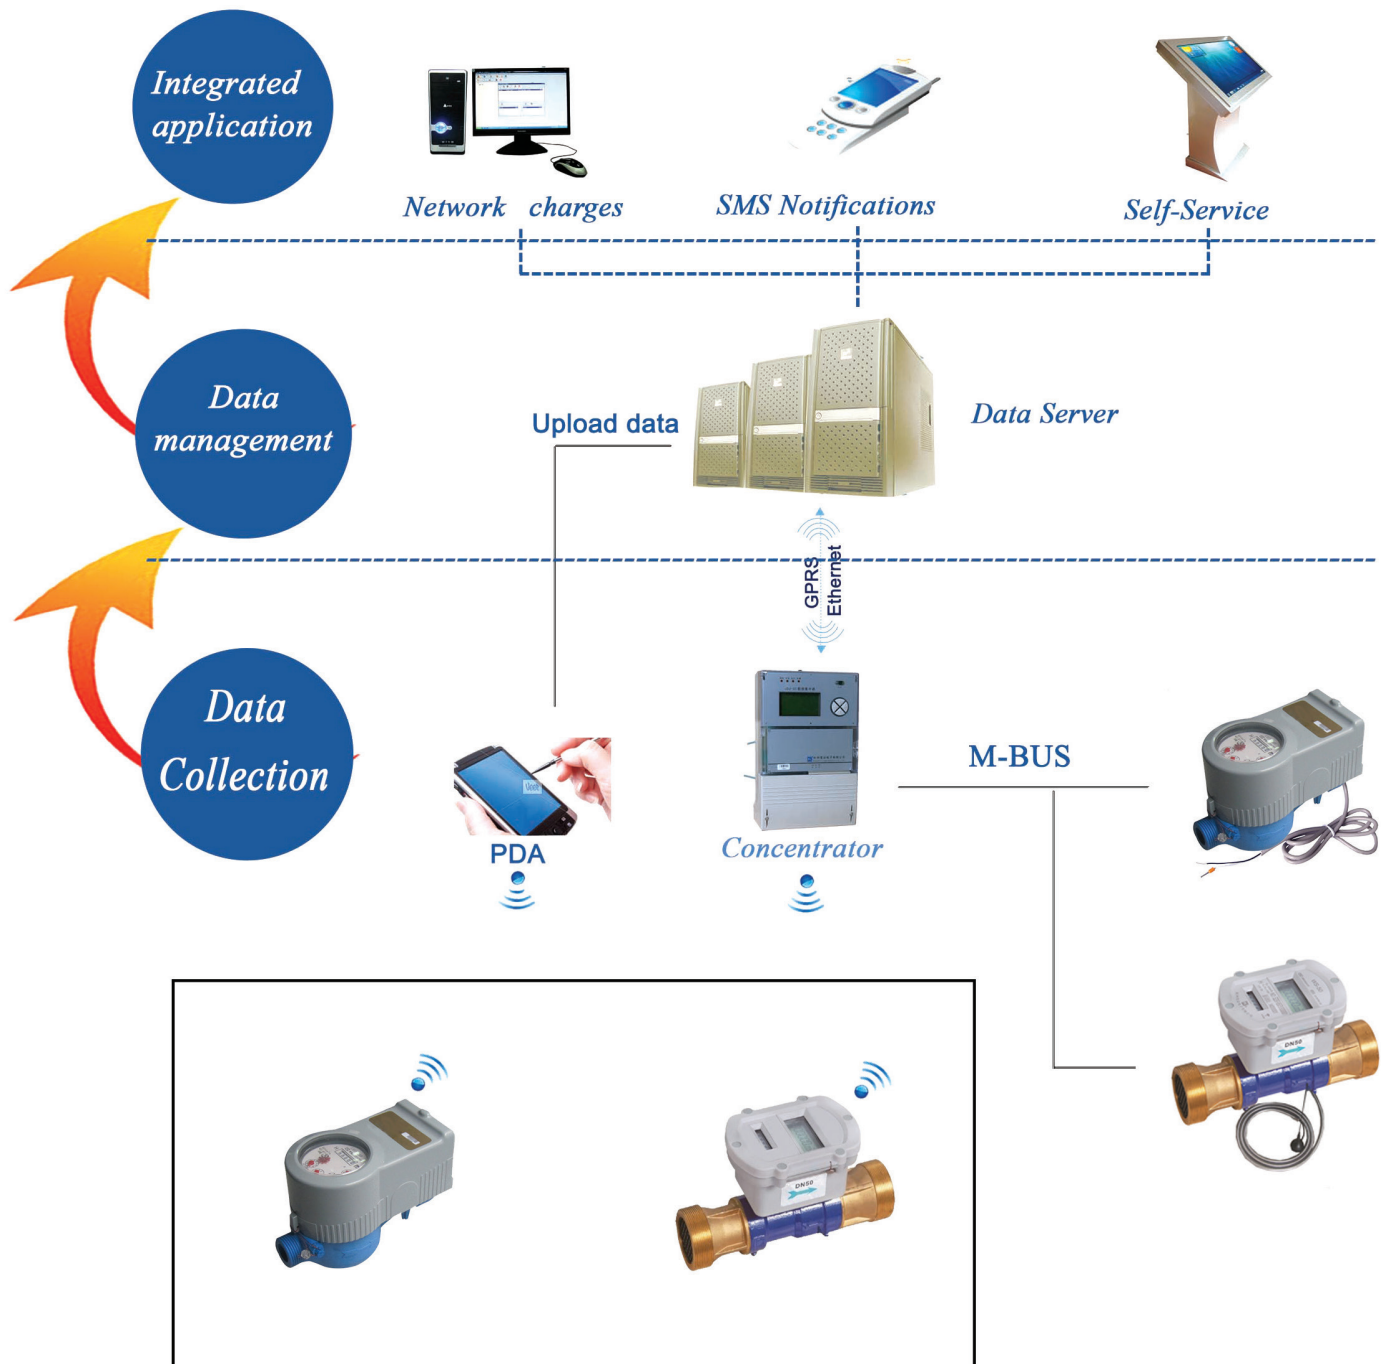 Integrated
application
Network charges
SMS Notifications
Self-Service
Data
management
Upload data
Data Server
GPRS
Ethernet
Data
Collection
M-BUS
PDA
Concentrator
DN50
DN50